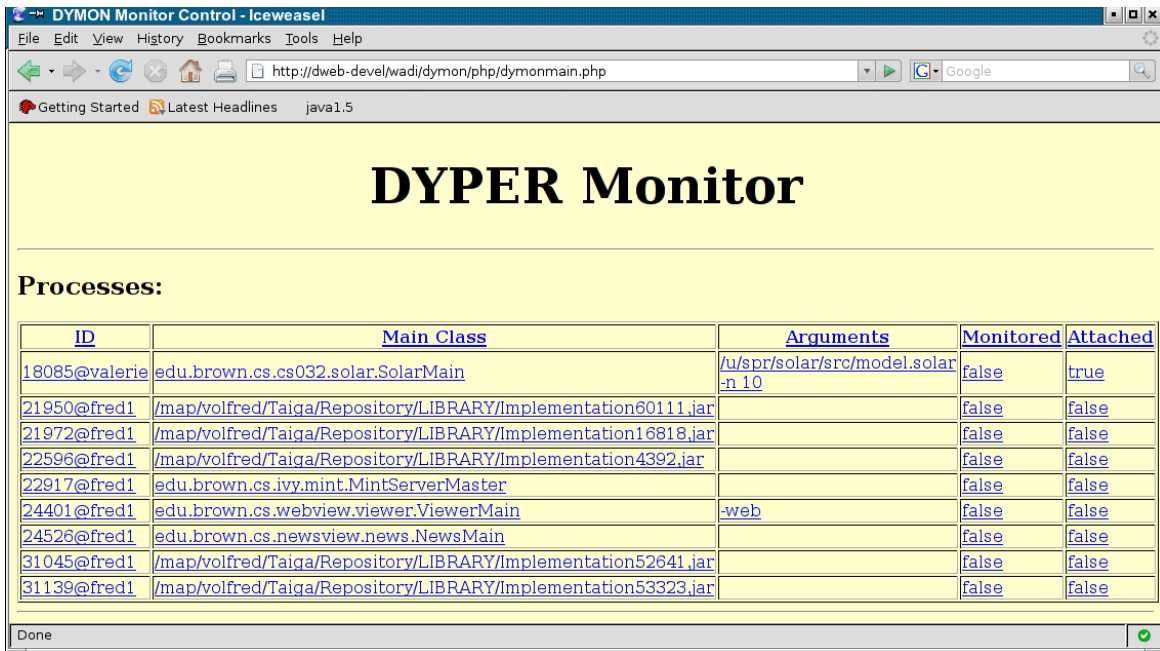 DYMON Monitor Control - Iceweasel
File Edit View History Bookmarks Tools Help
http://dweb-devel/wadi/dymon/php/dymonmain.php G Google
Getting Started Latest Headlines java1.5
DYPER Monitor
Processes:
ID Main Class Arguments Monitored Attached
18085@valerie edu.brown.cs.cs032.solar.SolarMain /u/spr/solar/src/model.solar false true
-n 10
21950@fred1 /map/volfred/Taiga/Repository/LIBRARY/Implementation60111.jar false false
21972@fred1 /map/volfred/Taiga/Repository/LIBRARY/Implementation16818.jar false false
22596@fred1 /map/volfred/Taiga/Repository/LIBRARY/Implementation4392.jar false false
22917@fred1 edu.brown.cs.ivy.mint.MintServerMaster false false
24401@fred1 edu.brown.cs.webview.viewer.ViewerMain -web false false
24526@fred1 edu.brown.cs.newsview.news.NewsMain false false
31045@fred1 /map/volfred/Taiga/Repository/LIBRARY/Implementation52641.jar false false
31139@fred1 /map/volfred/Taiga/Repository/LIBRARY/Implementation53323.jar false false
Done